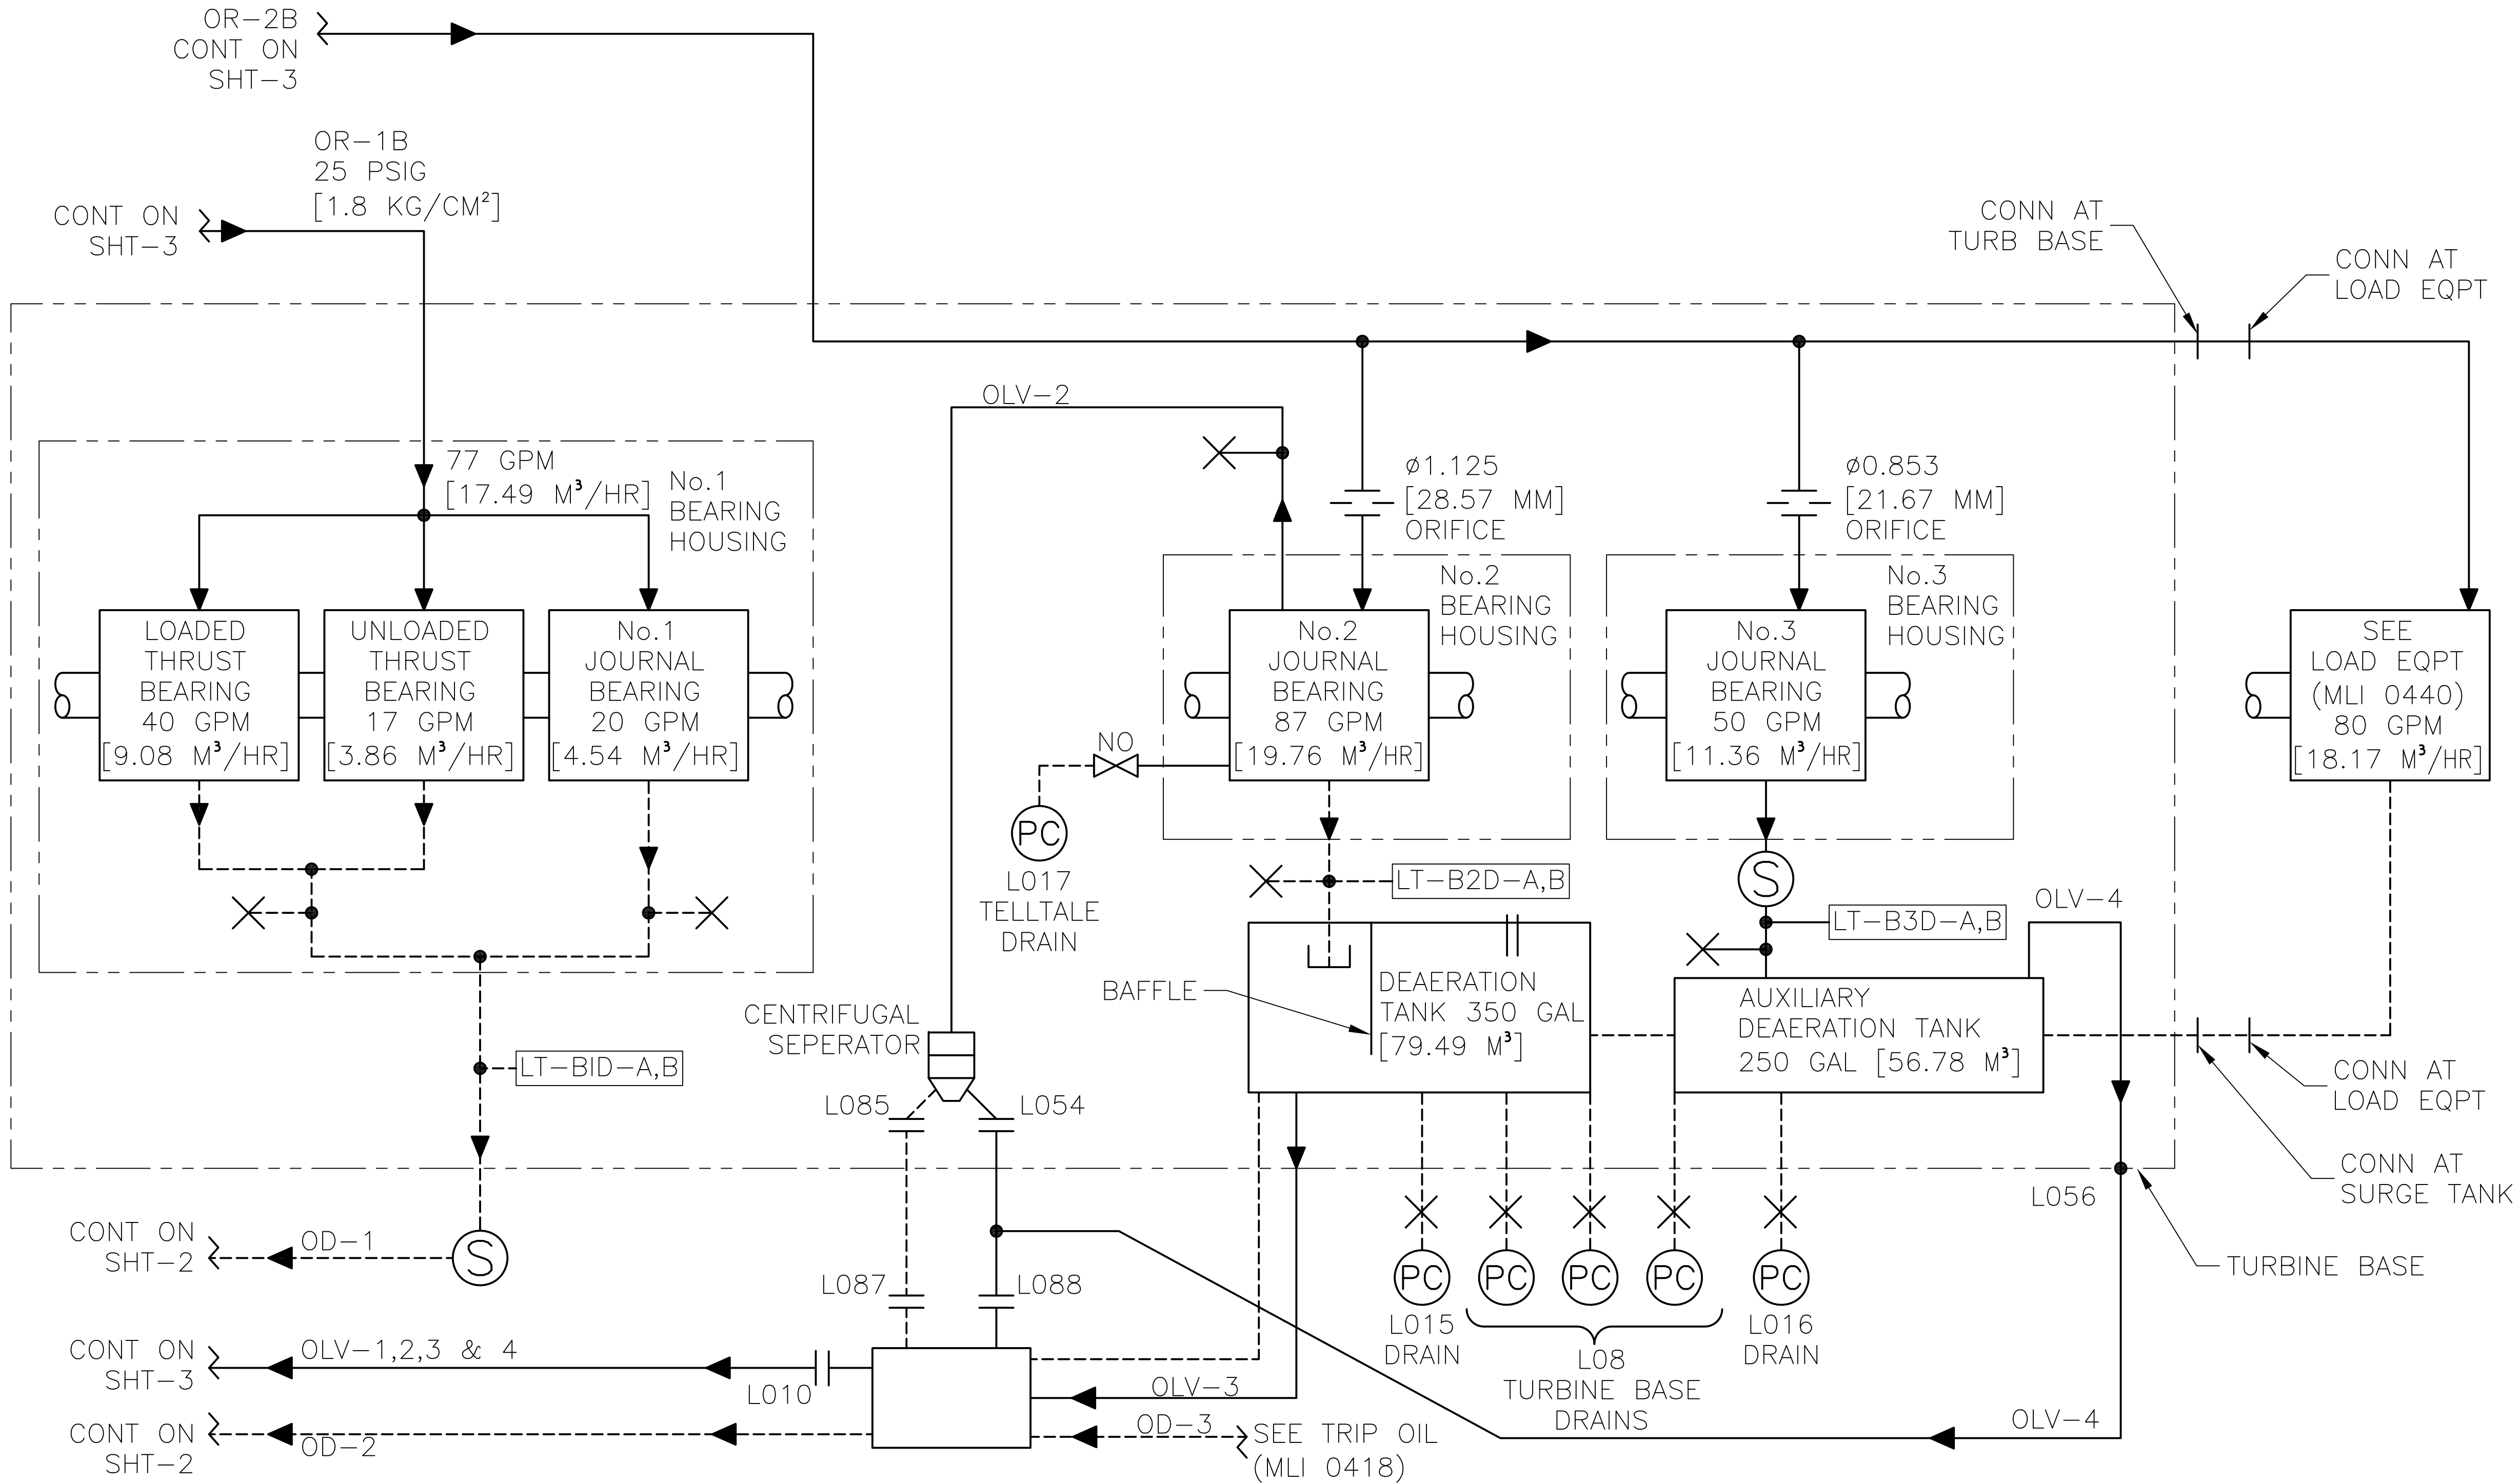 OR-2B
CONT ON
SHT-3
OR-1B
25 PSIG
[1.8 KG/CM²]
CONT ON
SHT-3
CONN AT
TURB BASE
CONN AT
LOAD EQPT
OLV-2
77 GPM
[17.49 M³/HR]
No.1
BEARING
HOUSING
ø1.125
[28.57 MM]
ORIFICE
ø0.853
[21.67 MM]
ORIFICE
No.2
BEARING
HOUSING
No.3
BEARING
HOUSING
LOADED
THRUST
BEARING
40 GPM
[9.08 M³/HR]
UNLOADED
THRUST
BEARING
17 GPM
[3.86 M³/HR]
No.1
JOURNAL
BEARING
20 GPM
[4.54 M³/HR]
No.2
JOURNAL
BEARING
87 GPM
[19.76 M³/HR]
No.3
JOURNAL
BEARING
50 GPM
[11.36 M³/HR]
SEE
LOAD EQPT
(MLI 0440)
80 GPM
[18.17 M³/HR]
NO
PC
LO17
TELLTALE
DRAIN
LT-B2D-A,B
S
LT-B3D-A,B
OLV-4
BAFFLE
DEAERATION
TANK 350 GAL
[79.49 M³]
AUXILIARY
DEAERATION TANK
250 GAL [56.78 M³]
CENTRIFUGAL
SEPERATOR
LT-BID-A,B
LO85
LO54
CONN AT
LOAD EQPT
CONN AT
SURGE TANK
LO56
TURBINE BASE
CONT ON
SHT-2
OD-1
S
LO87
LO88
PC
PC
PC
PC
PC
LO15
DRAIN
LO8
TURBINE BASE
DRAINS
LO16
DRAIN
CONT ON
SHT-3
OLV-1,2,3 & 4
LO10
OLV-3
OLV-4
CONT ON
SHT-2
OD-2
OD-3
SEE TRIP OIL
(MLI 0418)